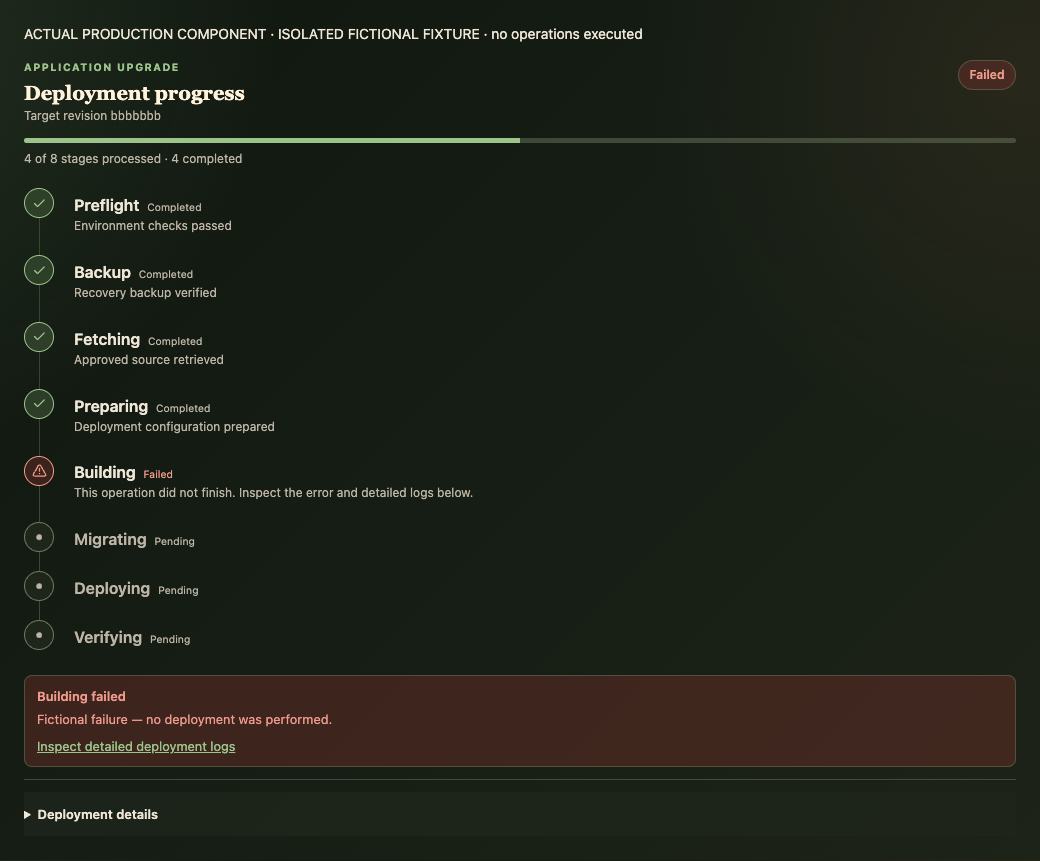 ACTUAL PRODUCTION COMPONENT · ISOLATED FICTIONAL FIXTURE · no operations executed
APPLICATION UPGRADE
Failed
Deployment progress
Target revision bbbbbbb
4 of 8 stages processed · 4 completed
Preflight Completed
Environment checks passed
Backup Completed
Recovery backup verified
Fetching Completed
Approved source retrieved
Preparing Completed
Deployment configuration prepared
Building Failed
This operation did not finish. Inspect the error and detailed logs below.
Migrating Pending
Deploying Pending
Verifying Pending
Building failed
Fictional failure — no deployment was performed.
Inspect detailed deployment logs
Deployment details